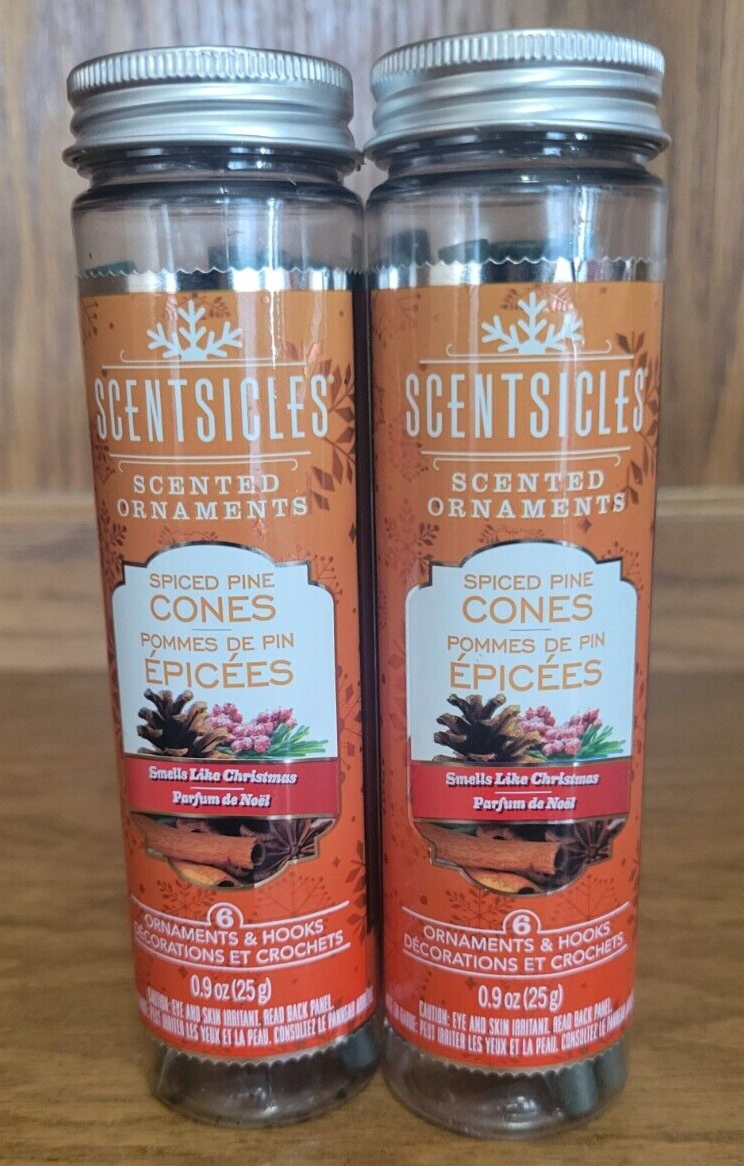 SCENTSICLES
SCENTED
ORNAMENTS
SPICED PINE
CONES
POMMES DE PIN
ÉPICÉES
Smells Like Christmas
Parfum de Noël
6
ORNAMENTS & HOOKS
DÉCORATIONS ET CROCHETS
0.9 oz (25 g)
CAUTION: EYE AND SKIN IRRITANT. READ BACK PANEL
PEUT IRRITER LES YEUX ET LA PEAU. CONSULTEZ LE PANNEAU
SCENTSICLES
SCENTED
ORNAMENTS
SPICED PINE
CONES
POMMES DE PIN
ÉPICÉES
Smells Like Christmas
Parfum de Noël
6
ORNAMENTS & HOOKS
DÉCORATIONS ET CROCHETS
0.9 oz (25 g)
CAUTION: EYE AND SKIN IRRITANT. READ BACK PANEL
PEUT IRRITER LES YEUX ET LA PEAU. CONSULTEZ LE